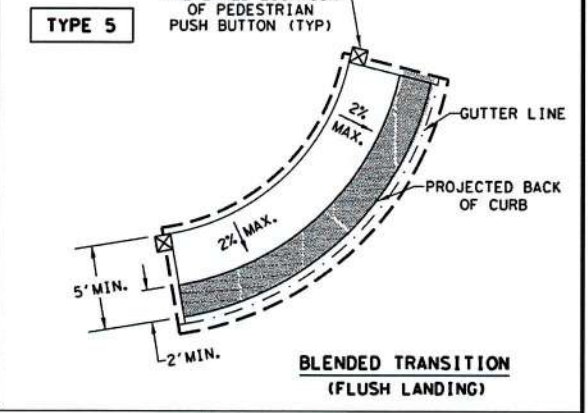 TYPE 5
OF PEDESTRIAN
PUSH BUTTON (TYP)
2%
MAX.
GUTTER LINE
PROJECTED BACK
OF CURB
2% MAX.
5' MIN.
2' MIN.
BLENDED TRANSITION
(FLUSH LANDING)